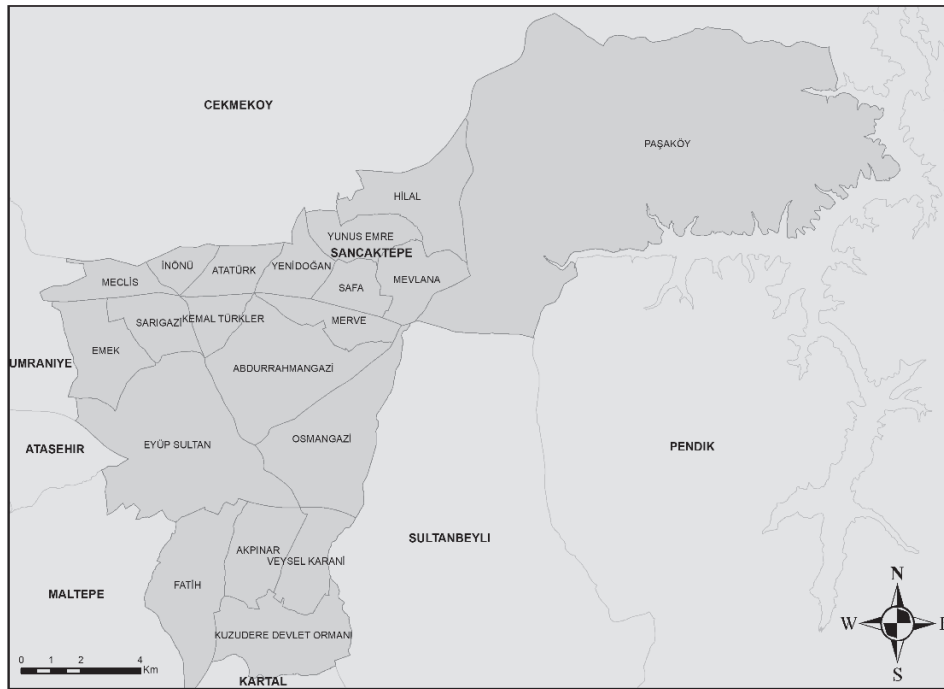 CEKMEKOY
PAŞAKÖY
HİLAL
YUNUS EMRE
SANCAKTEPE
İNÖNÜ
ATATÜRK
YENİDOĞAN
MECLİS
SAFA
MEVLANA
SARIGAZİ
KEMAL TÜRKLER
MERVE
EMEK
UMRANIYE
ABDURRAHMANGAZİ
EYÜP SULTAN
OSMANGAZİ
ATAŞEHIR
PENDIK
SULTANBEYLI
AKPINAR
VEYSEL KARANİ
FATİH
MALTEPE
KUZUDERE DEVLET ORMANI
KARTAL
0 1 2 4
Km
N
W E
S